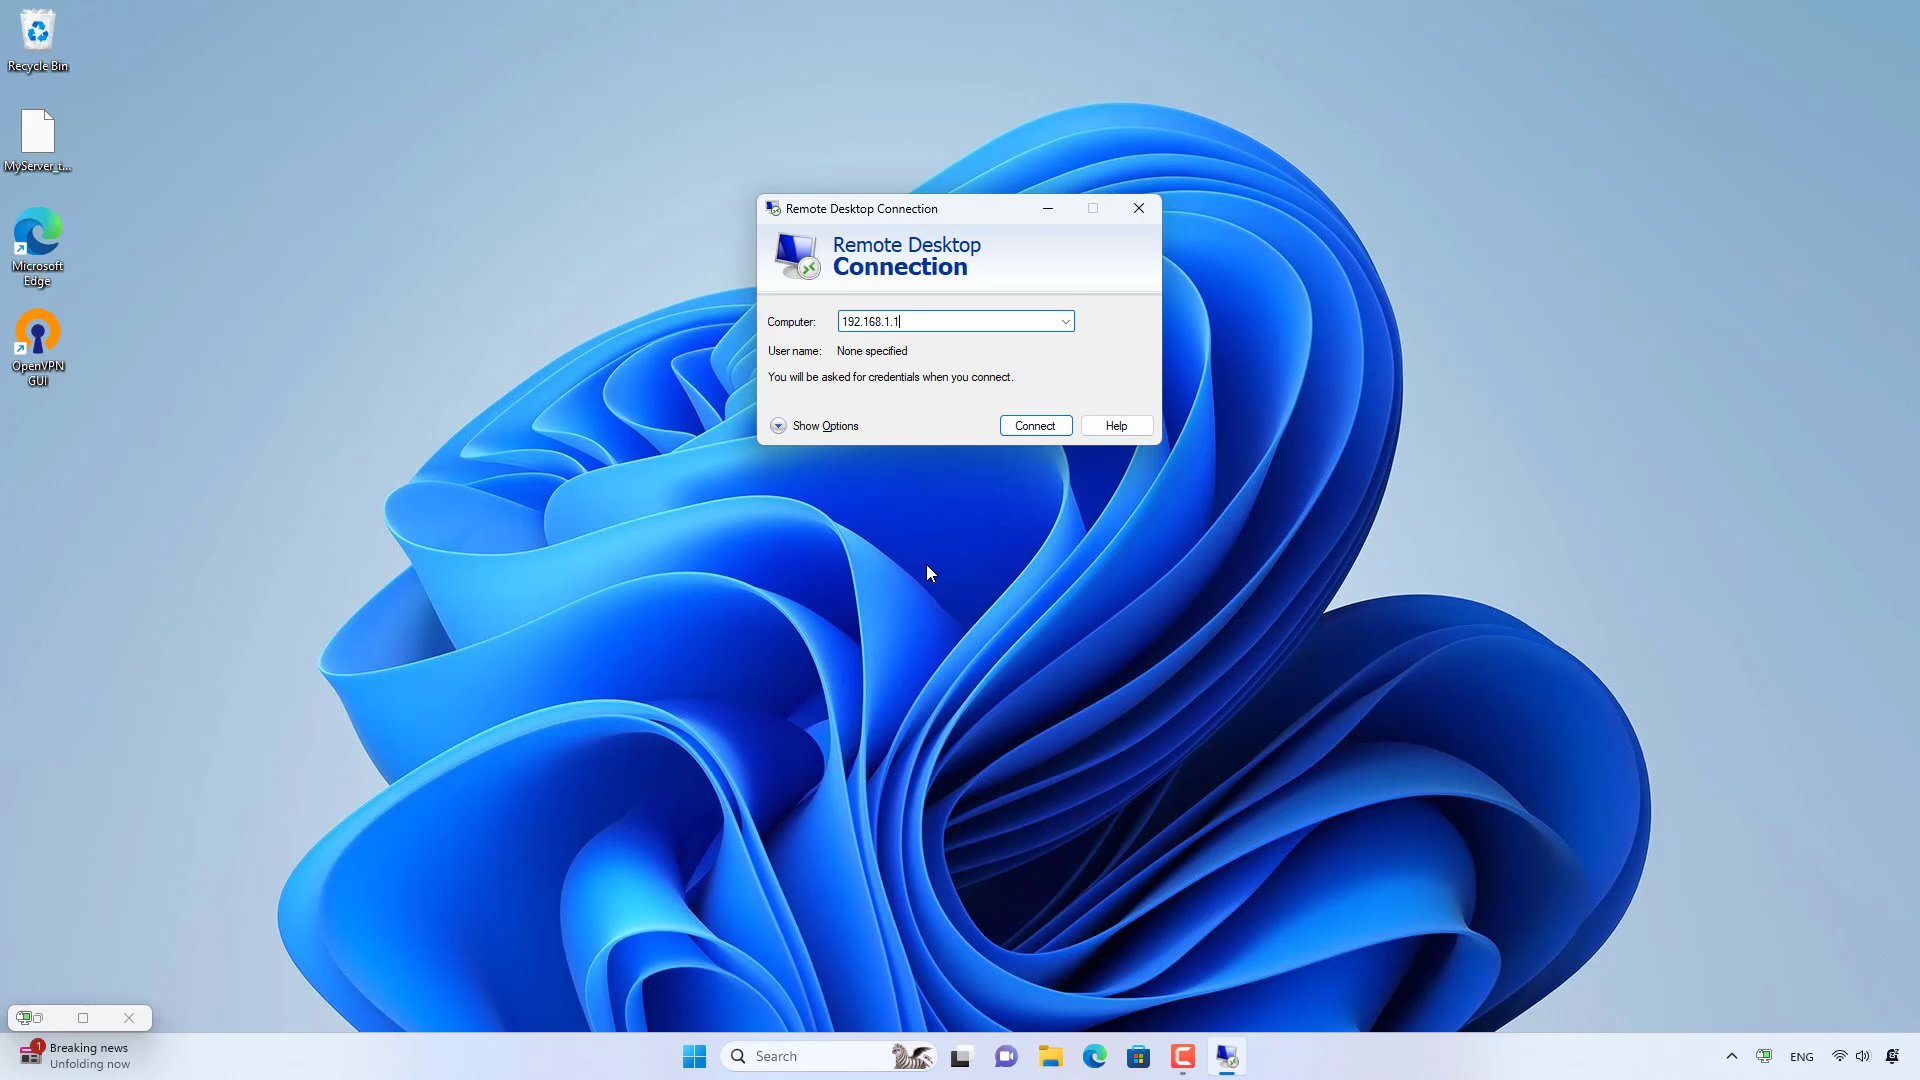 Recycle Bin
MyServer_t...
Microsoft
Edge
OpenVPN
GUI
Remote Desktop Connection
Remote Desktop
Connection
Computer: 192.168.1.1
User name: None specified
You will be asked for credentials when you connect.
Show Options Connect Help
1
Breaking news
Unfolding now
Search
ENG